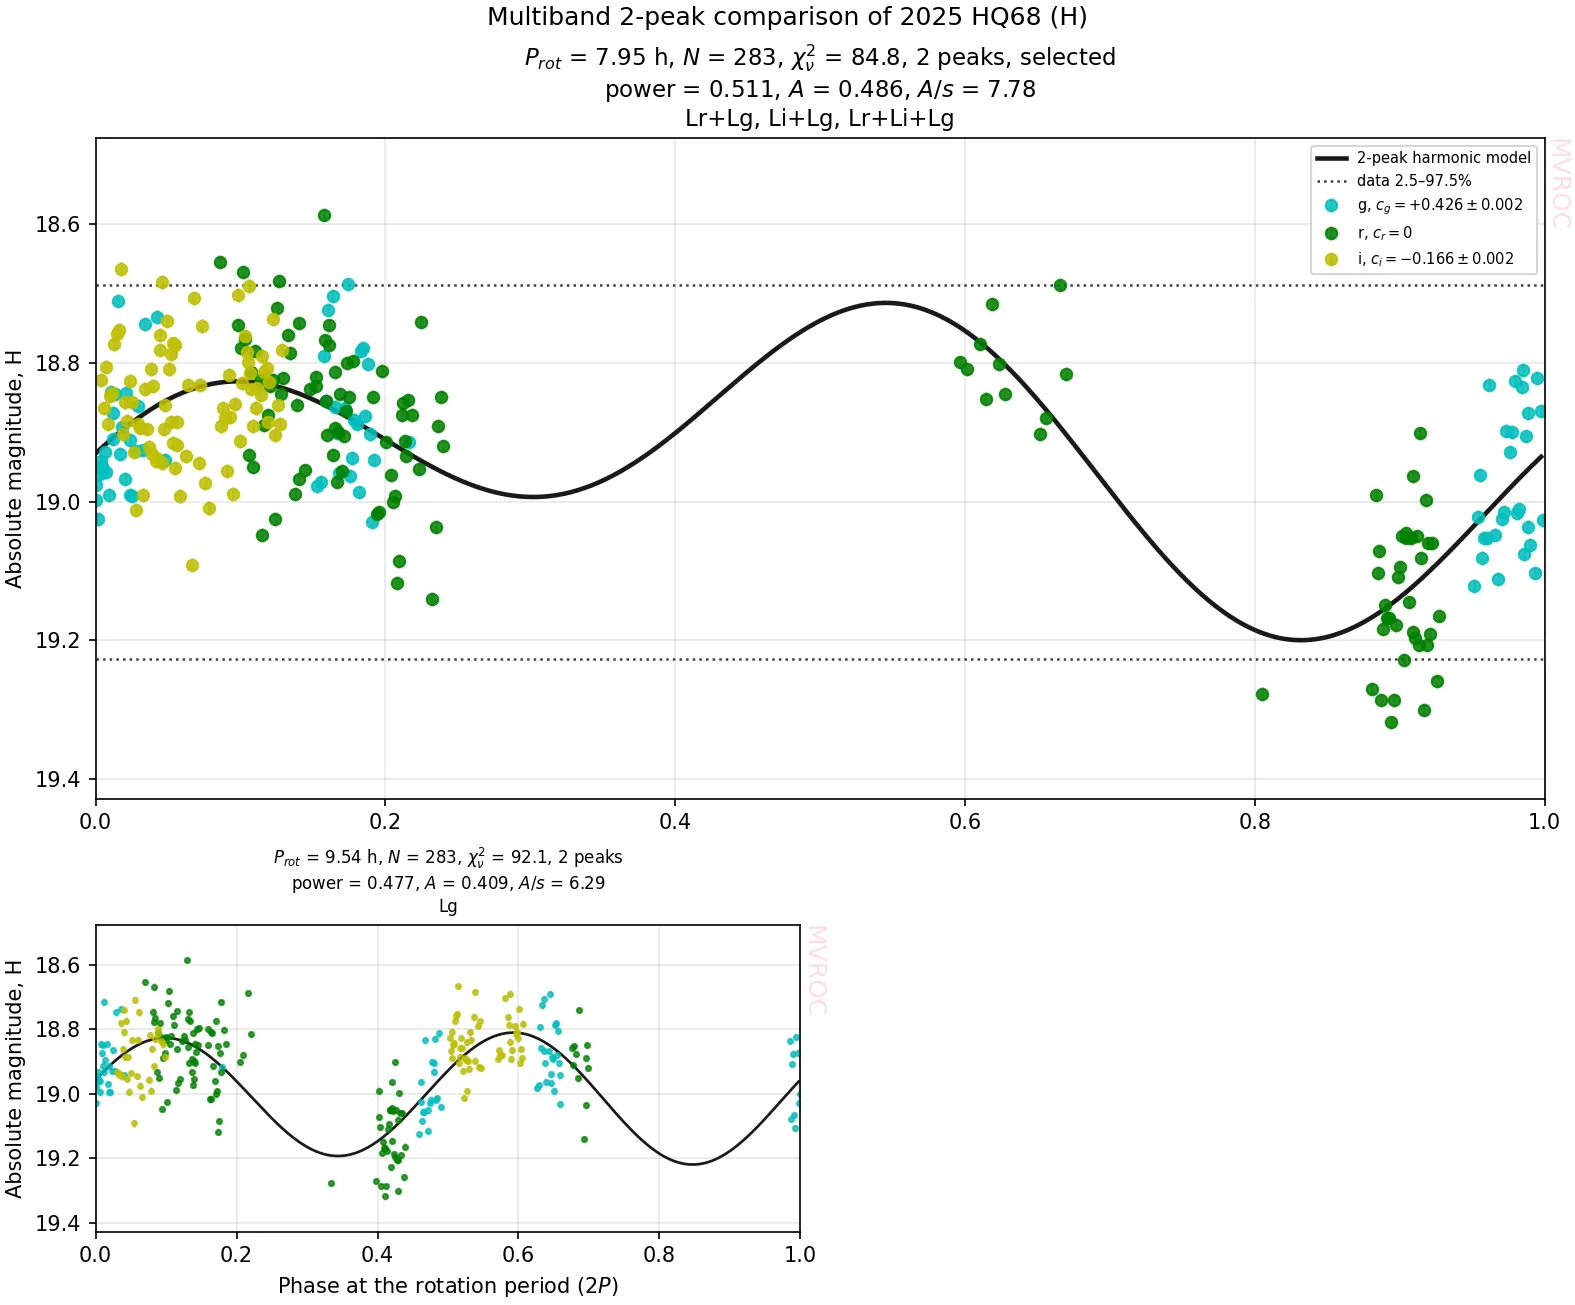 Multiband 2-peak comparison of 2025 HQ68 (H)
P_rot = 7.95 h, N = 283, χ²_ν = 84.8, 2 peaks, selected
power = 0.511, A = 0.486, A/s = 7.78
Lr+Lg, Li+Lg, Lr+Li+Lg
MVROC
2-peak harmonic model
data 2.5–97.5%
g, c_g = +0.426 ± 0.002
r, c_r = 0
i, c_i = −0.166 ± 0.002
Absolute magnitude, H
18.6
18.8
19.0
19.2
19.4
0.0 0.2 0.4 0.6 0.8 1.0
P_rot = 9.54 h, N = 283, χ²_ν = 92.1, 2 peaks
power = 0.477, A = 0.409, A/s = 6.29
Lg
MVROC
Absolute magnitude, H
18.6
18.8
19.0
19.2
19.4
0.0 0.2 0.4 0.6 0.8 1.0
Phase at the rotation period (2P)